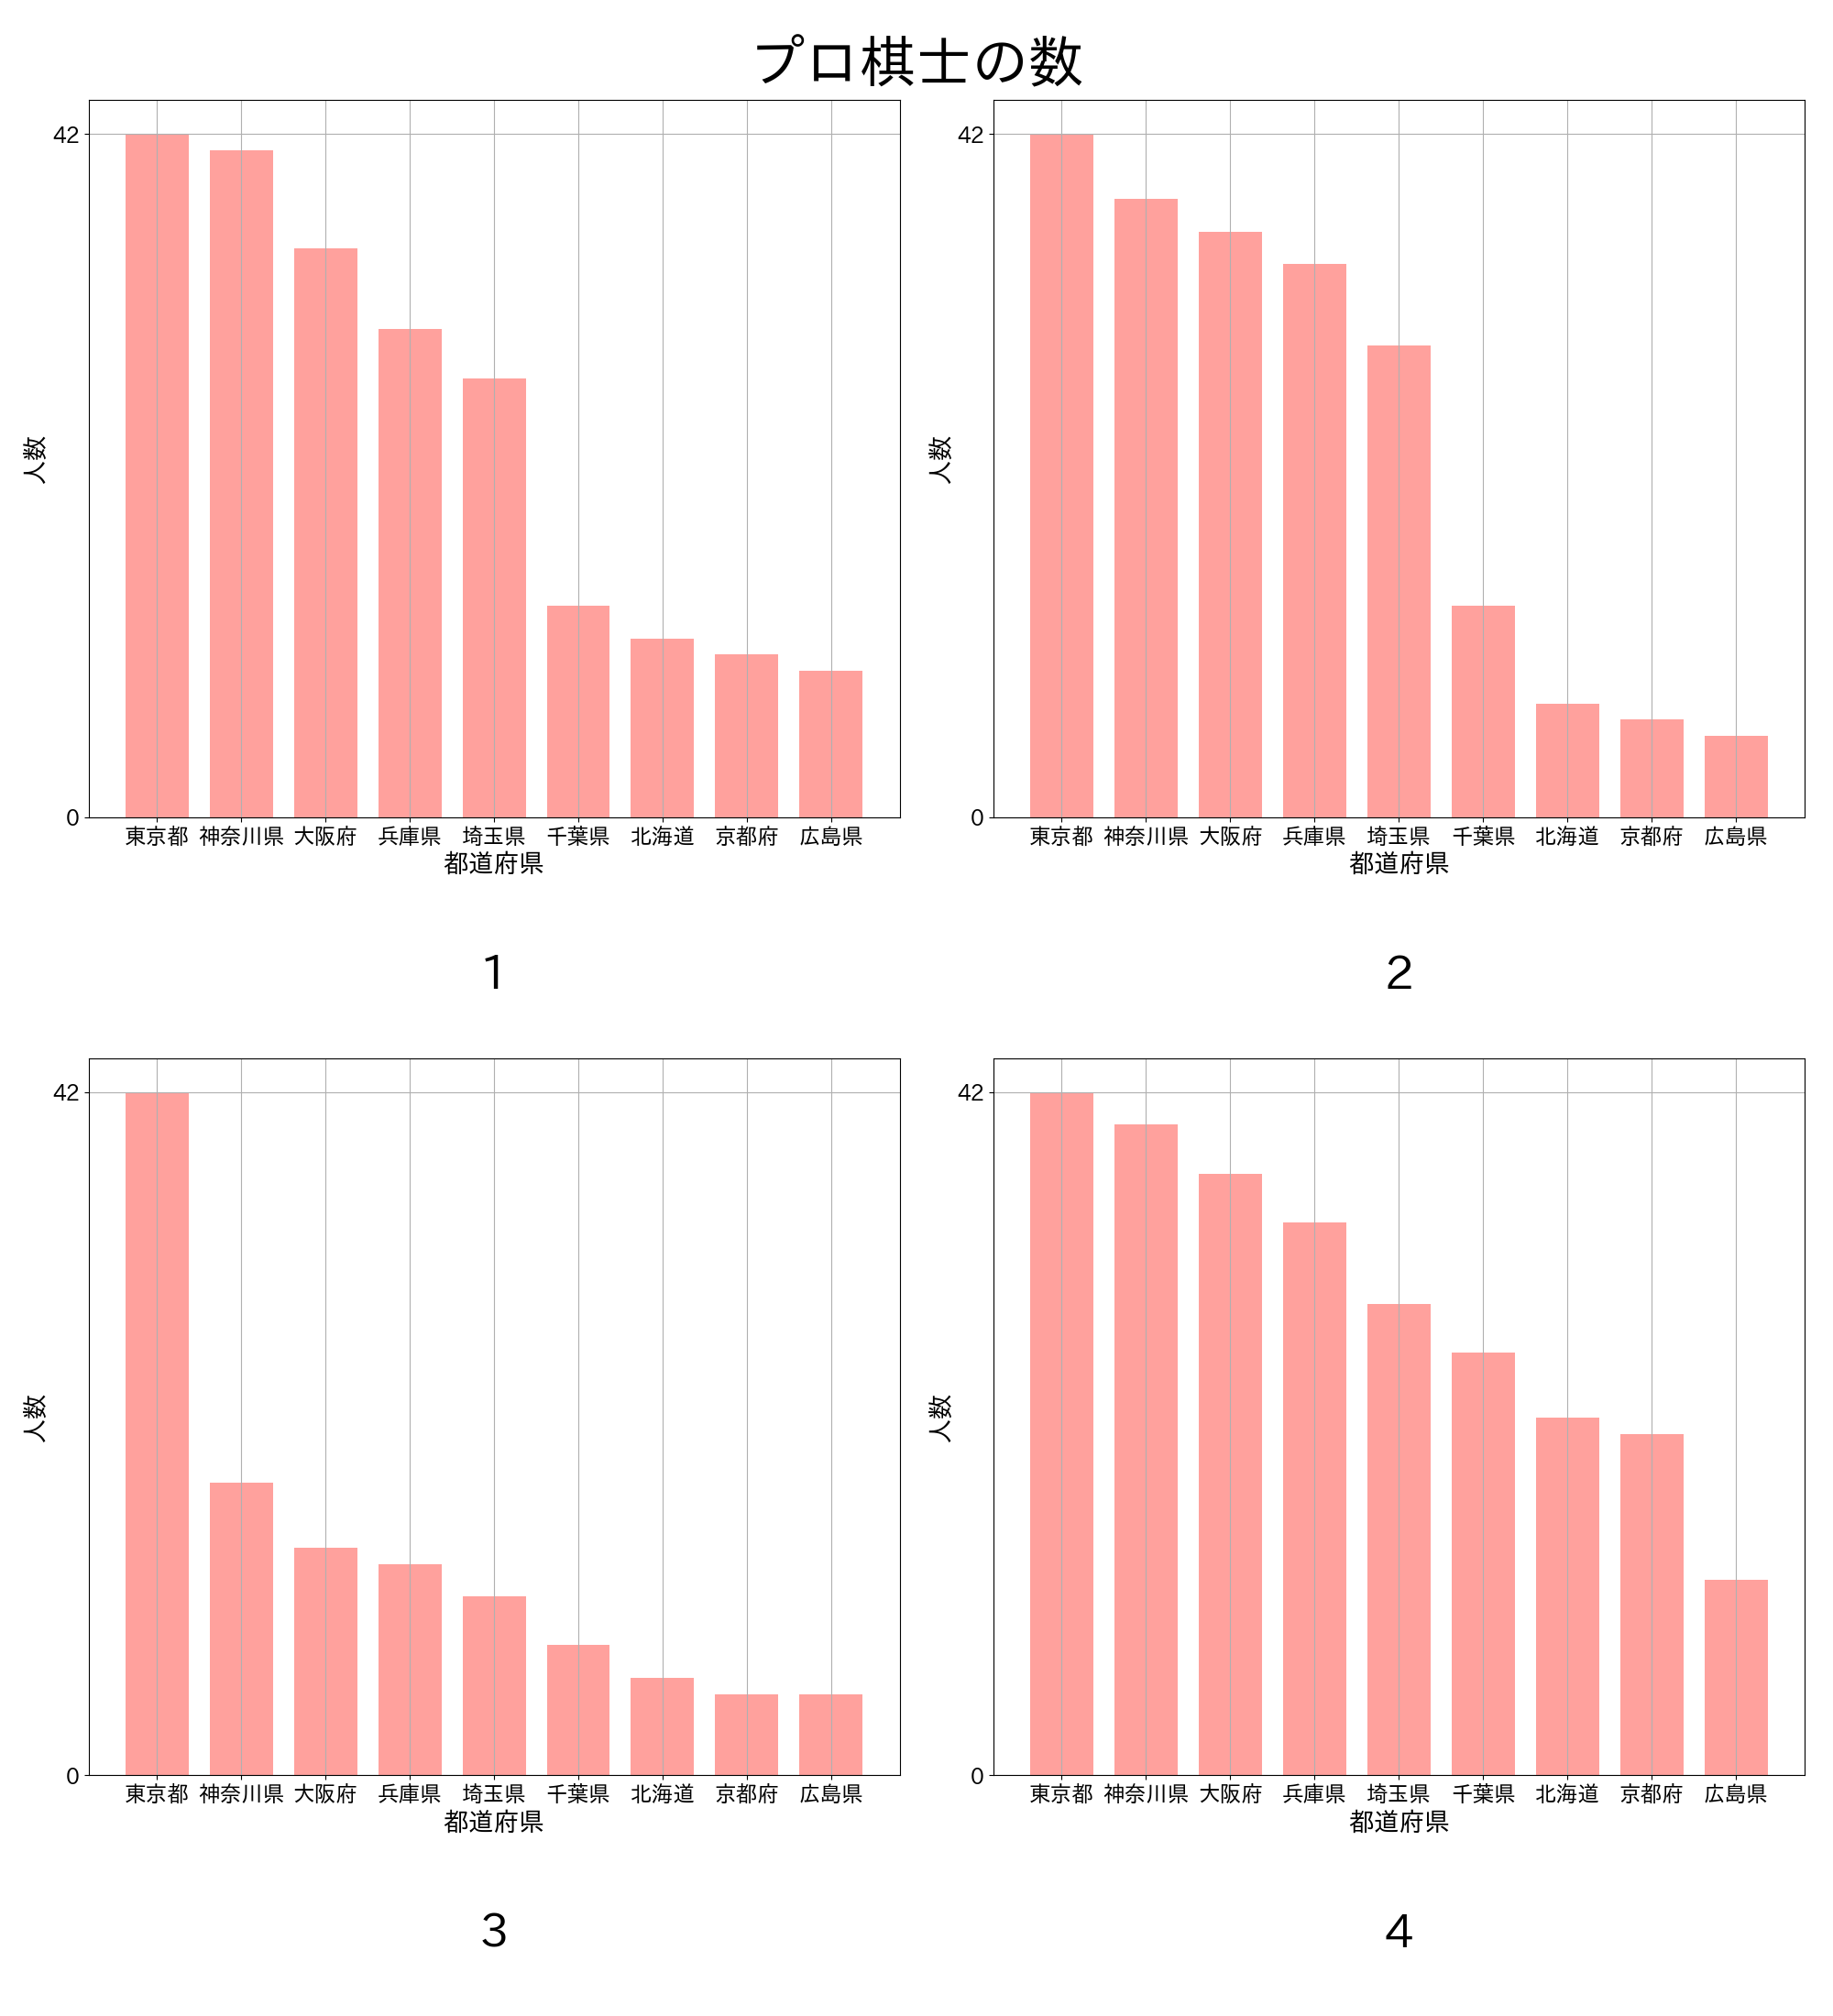 プロ棋士の数
42
0
人数
東京都 神奈川県 大阪府 兵庫県 埼玉県 千葉県 北海道 京都府 広島県
都道府県
1
42
0
人数
東京都 神奈川県 大阪府 兵庫県 埼玉県 千葉県 北海道 京都府 広島県
都道府県
2
42
0
人数
東京都 神奈川県 大阪府 兵庫県 埼玉県 千葉県 北海道 京都府 広島県
都道府県
3
42
0
人数
東京都 神奈川県 大阪府 兵庫県 埼玉県 千葉県 北海道 京都府 広島県
都道府県
4